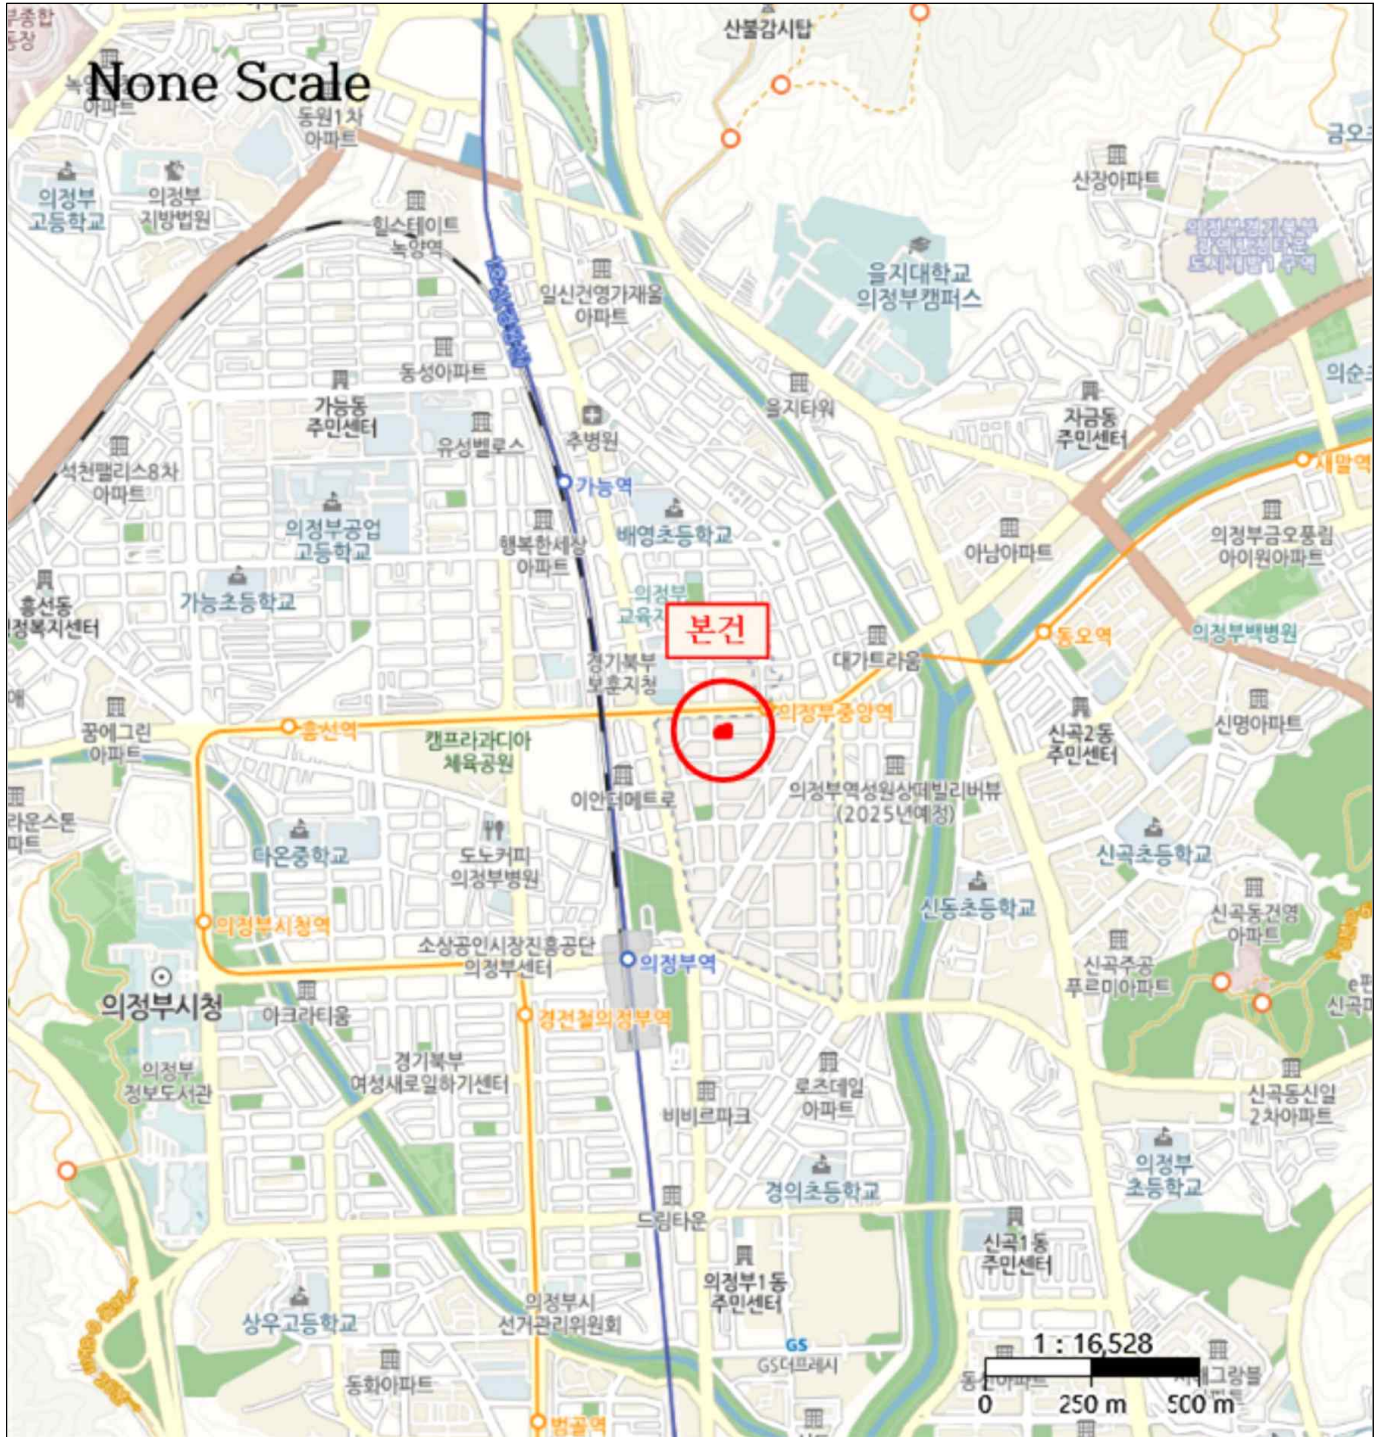 부종합
산불감시탑
None Scale
아파트
동원1차
아파트
금오초
산장아파트
의정부
고등학교
의정부
지방법원
힐스테이트
녹양역
을지대학교
의정부캠퍼스
일신건영가재울
아파트
동성아파트
을지타워
의순초
가능동
주민센터
유성벨로스
추병원
자금동
주민센터
석천팰리스8차
아파트
가능역
새말역
의정부공업
고등학교
행복한세상
아파트
배영초등학교
아남아파트
의정부금오풍림
아이원아파트
흥선동
가능초등학교
의정부
본건
동오역
의정부백병원
대가트라움
경기북부
보훈지청
꿈에그린
아파트
흥선역
의정부중앙역
신곡2동
주민센터
신명아파트
캠프라과디아
체육공원
이안더메트로
의정부역성원상떼빌리버뷰
(2025년예정)
라운스톤
파트
다온중학교
도노커피
의정부병원
신곡초등학교
신동초등학교
신곡동건영
아파트
의정부시청역
소상공인시장진흥공단
의정부센터
의정부역
신곡주공
푸르미아파트
의정부시청
아크라티움
경전철의정부역
의정부
정보도서관
경기북부
여성새로일하기센터
비비르파크
로즈데일
아파트
신곡동신일
2차아파트
경의초등학교
의정부
초등학교
드림타운
신곡1동
주민센터
의정부1동
주민센터
상우고등학교
의정부시
선거관리위원회
GS
GS더프레시
동화아파트
1 : 16,528
0 250 m 500 m
범골역